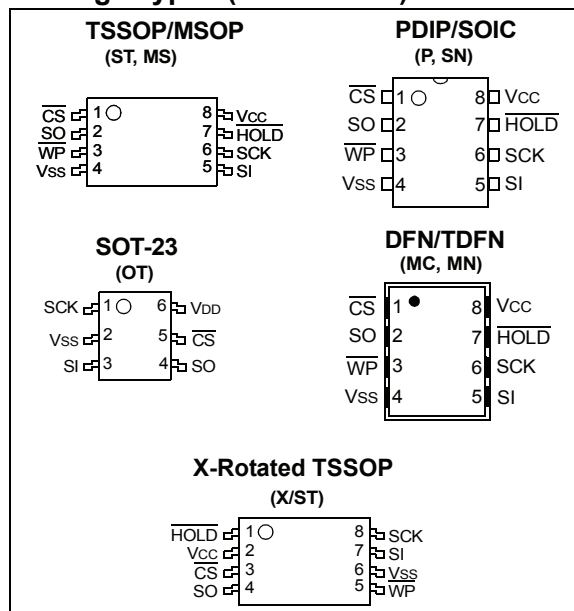 TSSOP/MSOP
(ST, MS)
CS 1 8 VCC
SO 2 7 HOLD
WP 3 6 SCK
VSS 4 5 SI
PDIP/SOIC
(P, SN)
CS 1 8 VCC
SO 2 7 HOLD
WP 3 6 SCK
VSS 4 5 SI
SOT-23
(OT)
SCK 1 6 VDD
VSS 2 5 CS
SI 3 4 SO
DFN/TDFN
(MC, MN)
CS 1 8 VCC
SO 2 7 HOLD
WP 3 6 SCK
VSS 4 5 SI
X-Rotated TSSOP
(X/ST)
HOLD 1 8 SCK
VCC 2 7 SI
CS 3 6 VSS
SO 4 5 WP